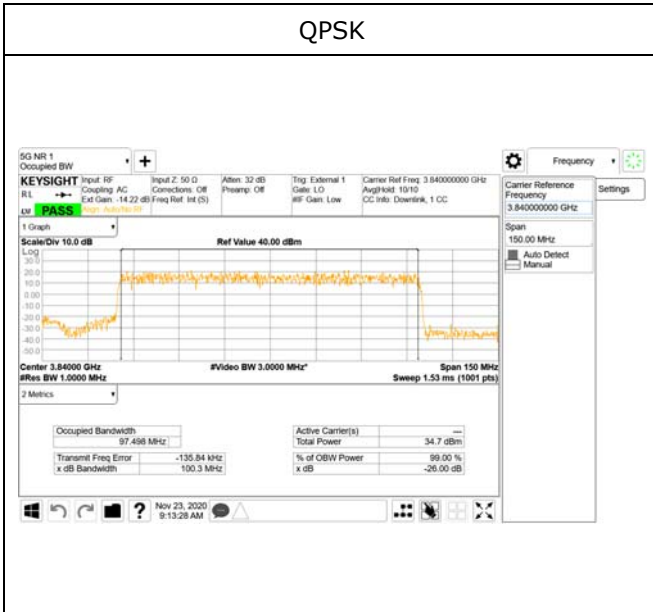 QPSK
5G NR 1
Occupied BW
+
Frequency
KEYSIGHT Input: RF Input Z: 50 Ω Atten: 32 dB Trig: External 1 Carrier Ref Freq: 3.840000000 GHz
RL Coupling: AC Corrections: Off Preamp: Off Gate: LO Avg|Hold: 10/10
Ext Gain: -14.22 dB Freq Ref: Int (S) #IF Gain: Low CC Info: Downlink, 1 CC
PASS Align: Auto/No RF
Carrier Reference
Frequency
3.840000000 GHz
Settings
Span
150.00 MHz
Auto Detect
Manual
1 Graph
Scale/Div 10.0 dB Ref Value 40.00 dBm
Log
30.0
20.0
10.0
0.00
-10.0
-20.0
-30.0
-40.0
-50.0
Center 3.84000 GHz #Video BW 3.0000 MHz* Span 150 MHz
#Res BW 1.0000 MHz Sweep 1.53 ms (1001 pts)
2 Metrics
Occupied Bandwidth Active Carrier(s) ---
97.498 MHz Total Power 34.7 dBm
Transmit Freq Error -135.84 kHz % of OBW Power 99.00 %
x dB Bandwidth 100.3 MHz x dB -26.00 dB
? Nov 23, 2020
9:13:28 AM